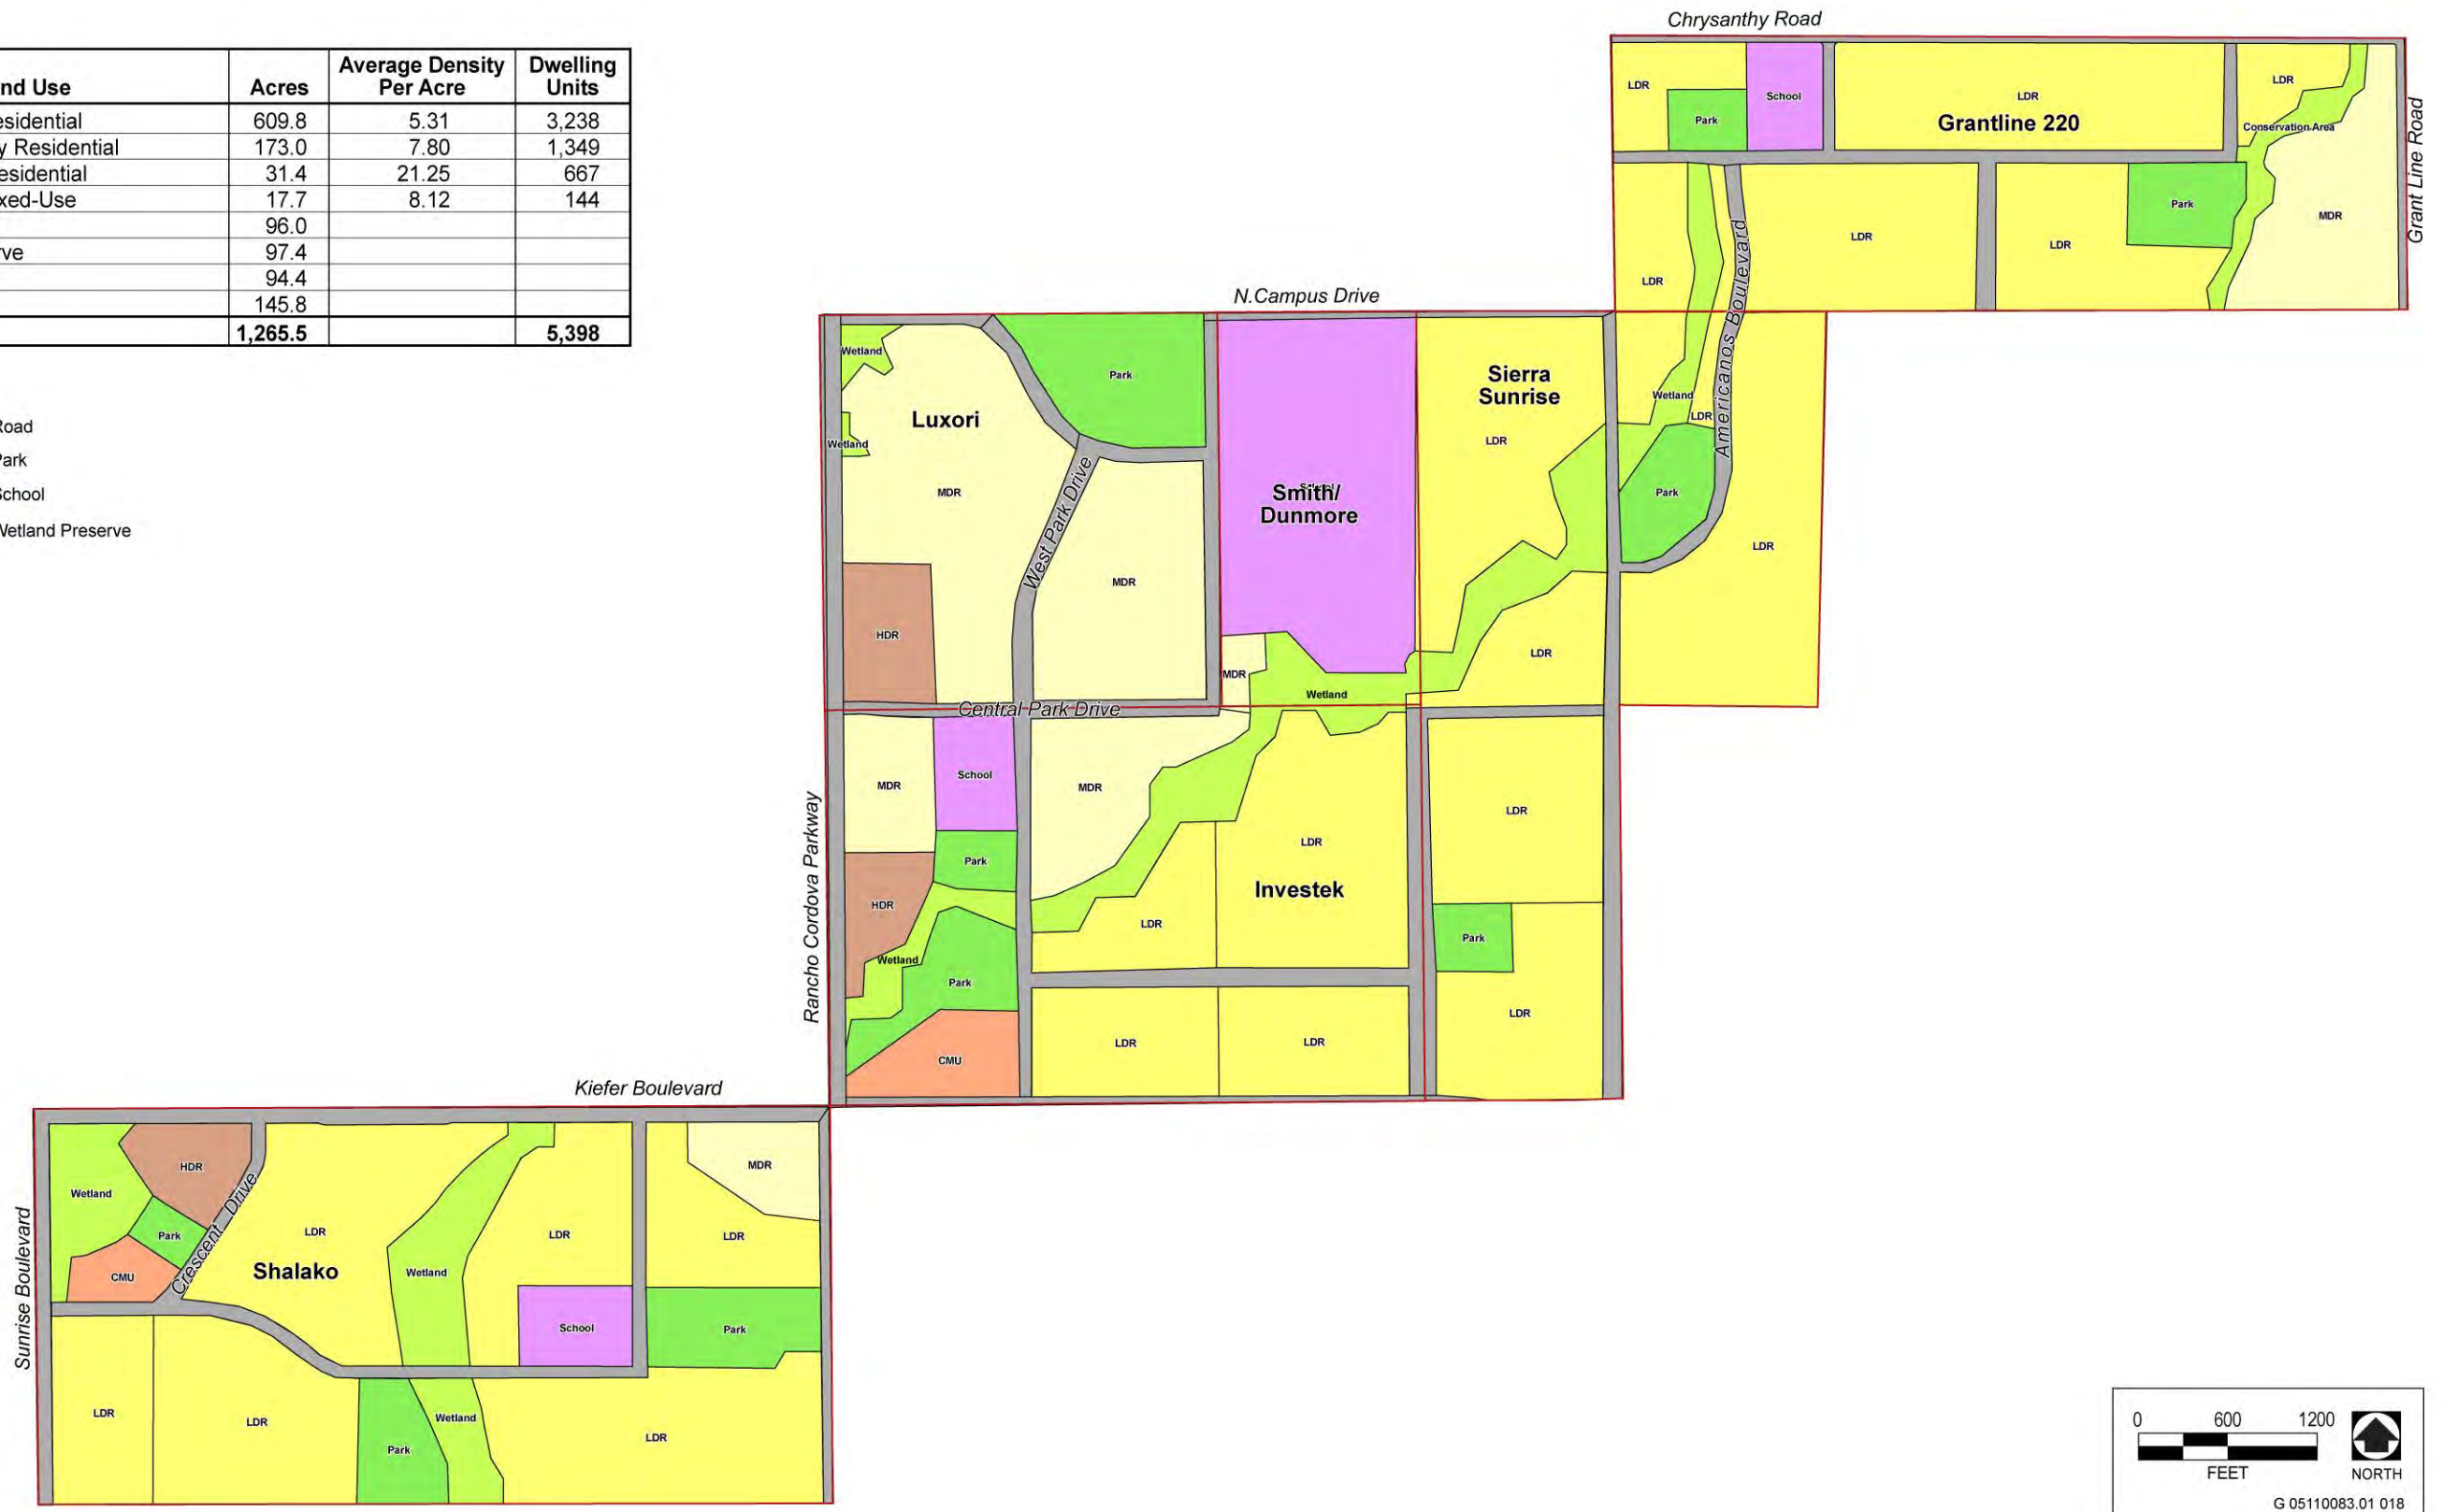 Chrysanthy Road
nd Use Acres Average Density Per Acre Dwelling Units
esidential 609.8 5.31 3,238
y Residential 173.0 7.80 1,349
esidential 31.4 21.25 667
xed-Use 17.7 8.12 144
96.0
rve 97.4
94.4
145.8
1,265.5 5,398
Road
Park
School
Wetland Preserve
LDR
Park
School
LDR
Grantline 220
LDR
Conservation Area
Grant Line Road
LDR
Americanos Boulevard
LDR
LDR
Park
MDR
N.Campus Drive
Wetland
Wetland
Luxori
MDR
Park
West Park Drive
MDR
HDR
School
Smith/
Dunmore
MDR
Wetland
Sierra
Sunrise
LDR
LDR
Wetland
LDR
Park
LDR
Central Park Drive
Rancho Cordova Parkway
MDR
School
MDR
Park
HDR
Wetland
Park
CMU
LDR
Investek
LDR
LDR
LDR
LDR
Park
LDR
Kiefer Boulevard
Sunrise Boulevard
Wetland
HDR
Park
CMU
Crescent Drive
LDR
Shalako
Wetland
LDR
School
MDR
LDR
Park
LDR
LDR
Park
Wetland
LDR
0 600 1200
FEET
NORTH
G 05110083.01 018